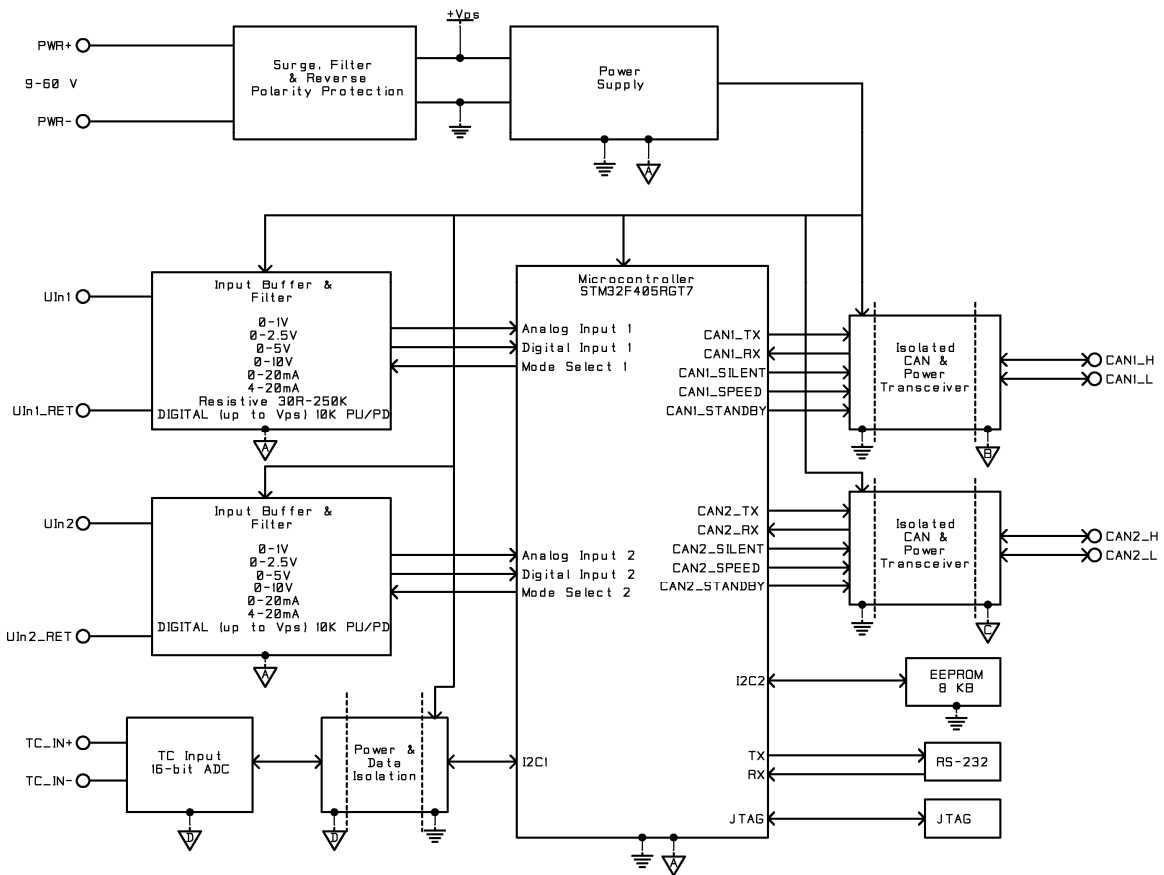 +Vps
PWR+
9-60 V
PWR-
Surge, Filter
& Reverse
Polarity Protection
Power
Supply
A
UIn1
UIn1_RET
Input Buffer &
Filter
0-1V
0-2.5V
0-5V
0-10V
0-20mA
4-20mA
Resistive 30R-250K
DIGITAL (up to Vps) 10K PU/PD
A
Microcontroller
STM32F405RGT7
Analog Input 1
Digital Input 1
Mode Select 1
CAN1_TX
CAN1_RX
CAN1_SILENT
CAN1_SPEED
CAN1_STANDBY
Isolated
CAN &
Power
Transceiver
CAN1_H
CAN1_L
B
UIn2
UIn2_RET
Input Buffer &
Filter
0-1V
0-2.5V
0-5V
0-10V
0-20mA
4-20mA
DIGITAL (up to Vps) 10K PU/PD
A
Analog Input 2
Digital Input 2
Mode Select 2
CAN2_TX
CAN2_RX
CAN2_SILENT
CAN2_SPEED
CAN2_STANDBY
Isolated
CAN &
Power
Transceiver
CAN2_H
CAN2_L
C
I2C2
EEPROM
8 KB
TC_IN+
TC_IN-
TC Input
16-bit ADC
D
Power &
Data
Isolation
D
I2C1
TX
RX
RS-232
JTAG
JTAG
A